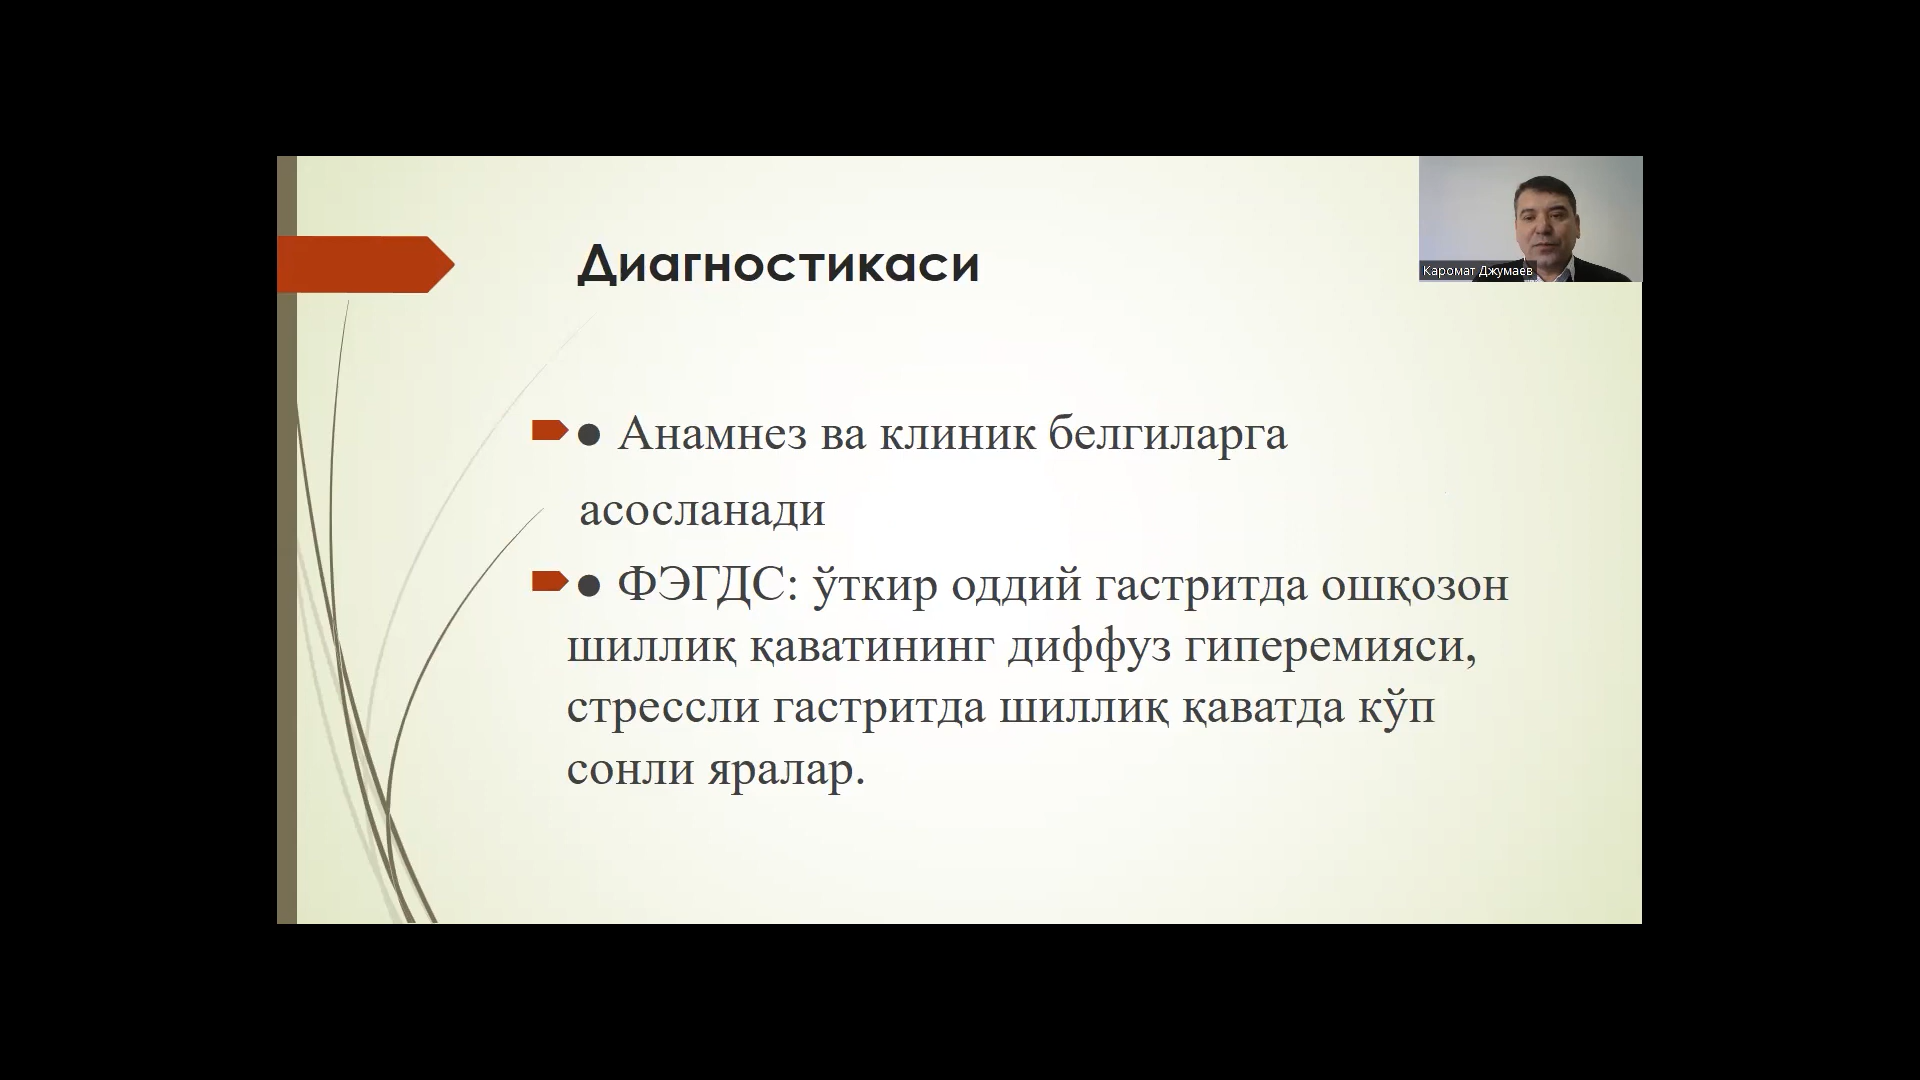 Диагностикаси
Каромат Джумаев
● Анамнез ва клиник белгиларга
асосланади
● ФЭГДС: ўткир оддий гастритда ошқозон
шиллиқ қаватининг диффуз гиперемияси,
стрессли гастритда шиллиқ қаватда кўп
сонли яралар.